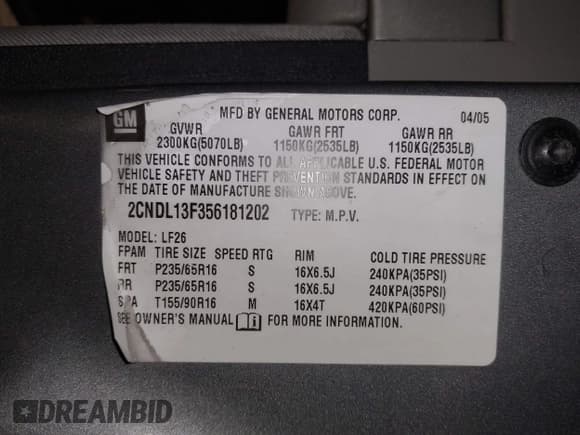 GM
MFD BY GENERAL MOTORS CORP. 04/05
GVWR GAWR FRT GAWR RR
2300KG(5070LB) 1150KG(2535LB) 1150KG(2535LB)
THIS VEHICLE CONFORMS TO ALL APPLICABLE U.S. FEDERAL MOTOR
VEHICLE SAFETY AND THEFT PREVENTION STANDARDS IN EFFECT ON
THE DATE OF MANUFACTURE SHOWN ABOVE.
2CNDL13F356181202 TYPE: M.P.V.
MODEL: LF26
FPAM TIRE SIZE SPEED RTG RIM COLD TIRE PRESSURE
FRT P235/65R16 S 16X6.5J 240KPA(35PSI)
RR P235/65R16 S 16X6.5J 240KPA(35PSI)
SPA T155/90R16 M 16X4T 420KPA(60PSI)
SEE OWNER'S MANUAL FOR MORE INFORMATION.
DREAMBID